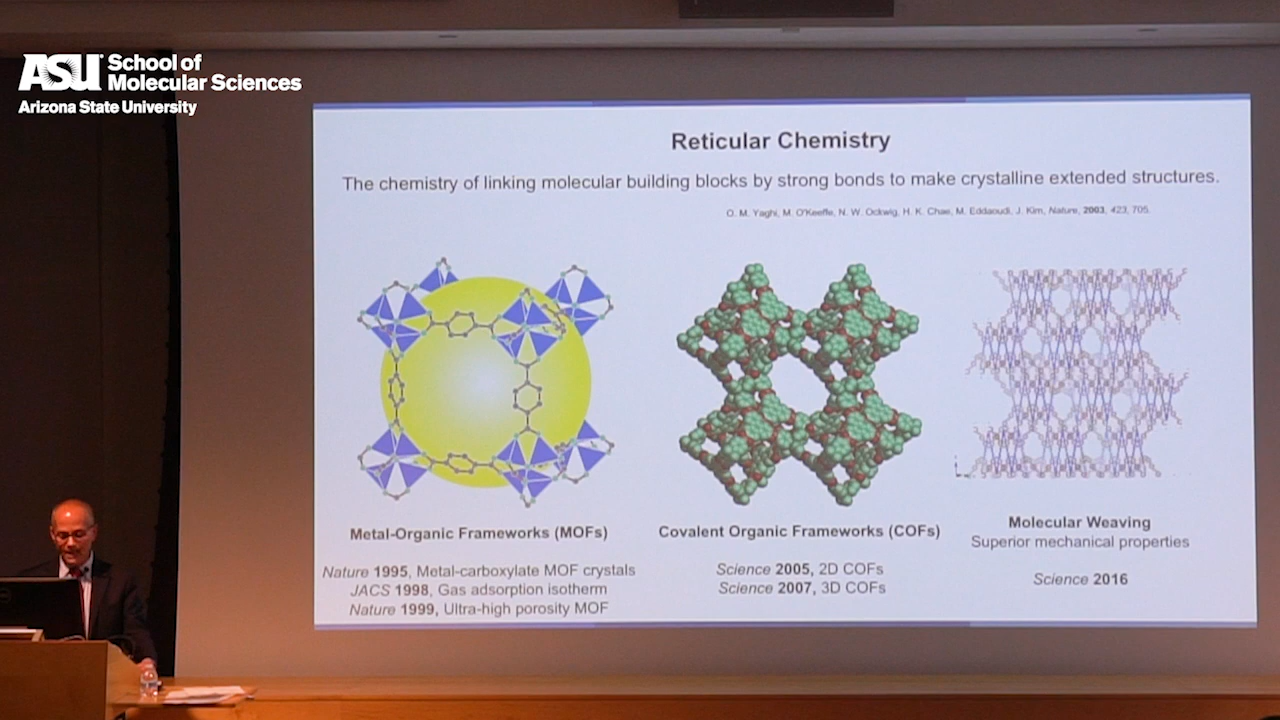 ASU School of
Molecular Sciences
Arizona State University
Reticular Chemistry
The chemistry of linking molecular building blocks by strong bonds to make crystalline extended structures.
O. M. Yaghi, M. O'Keeffe, N. W. Ockwig, H. K. Chae, M. Eddaoudi, J. Kim, Nature, 2003, 423, 705.
Metal-Organic Frameworks (MOFs)
Nature 1995, Metal-carboxylate MOF crystals
JACS 1998, Gas adsorption isotherm
Nature 1999, Ultra-high porosity MOF
Covalent Organic Frameworks (COFs)
Science 2005, 2D COFs
Science 2007, 3D COFs
Molecular Weaving
Superior mechanical properties
Science 2016